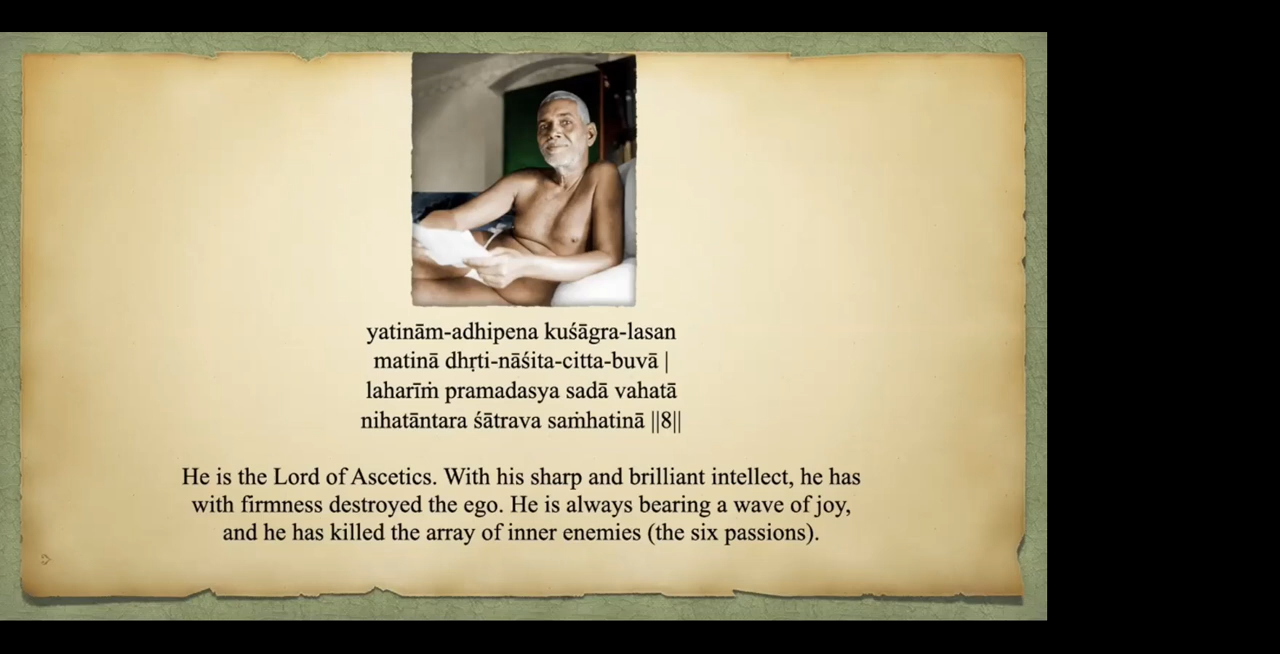 yatinām-adhipena kuśāgra-lasan
matinā dhṛti-nāśita-citta-buvā |
laharīṁ pramadasya sadā vahatā
nihatāntara śātrava saṁhatinā ||8||
He is the Lord of Ascetics. With his sharp and brilliant intellect, he has
with firmness destroyed the ego. He is always bearing a wave of joy,
and he has killed the array of inner enemies (the six passions).